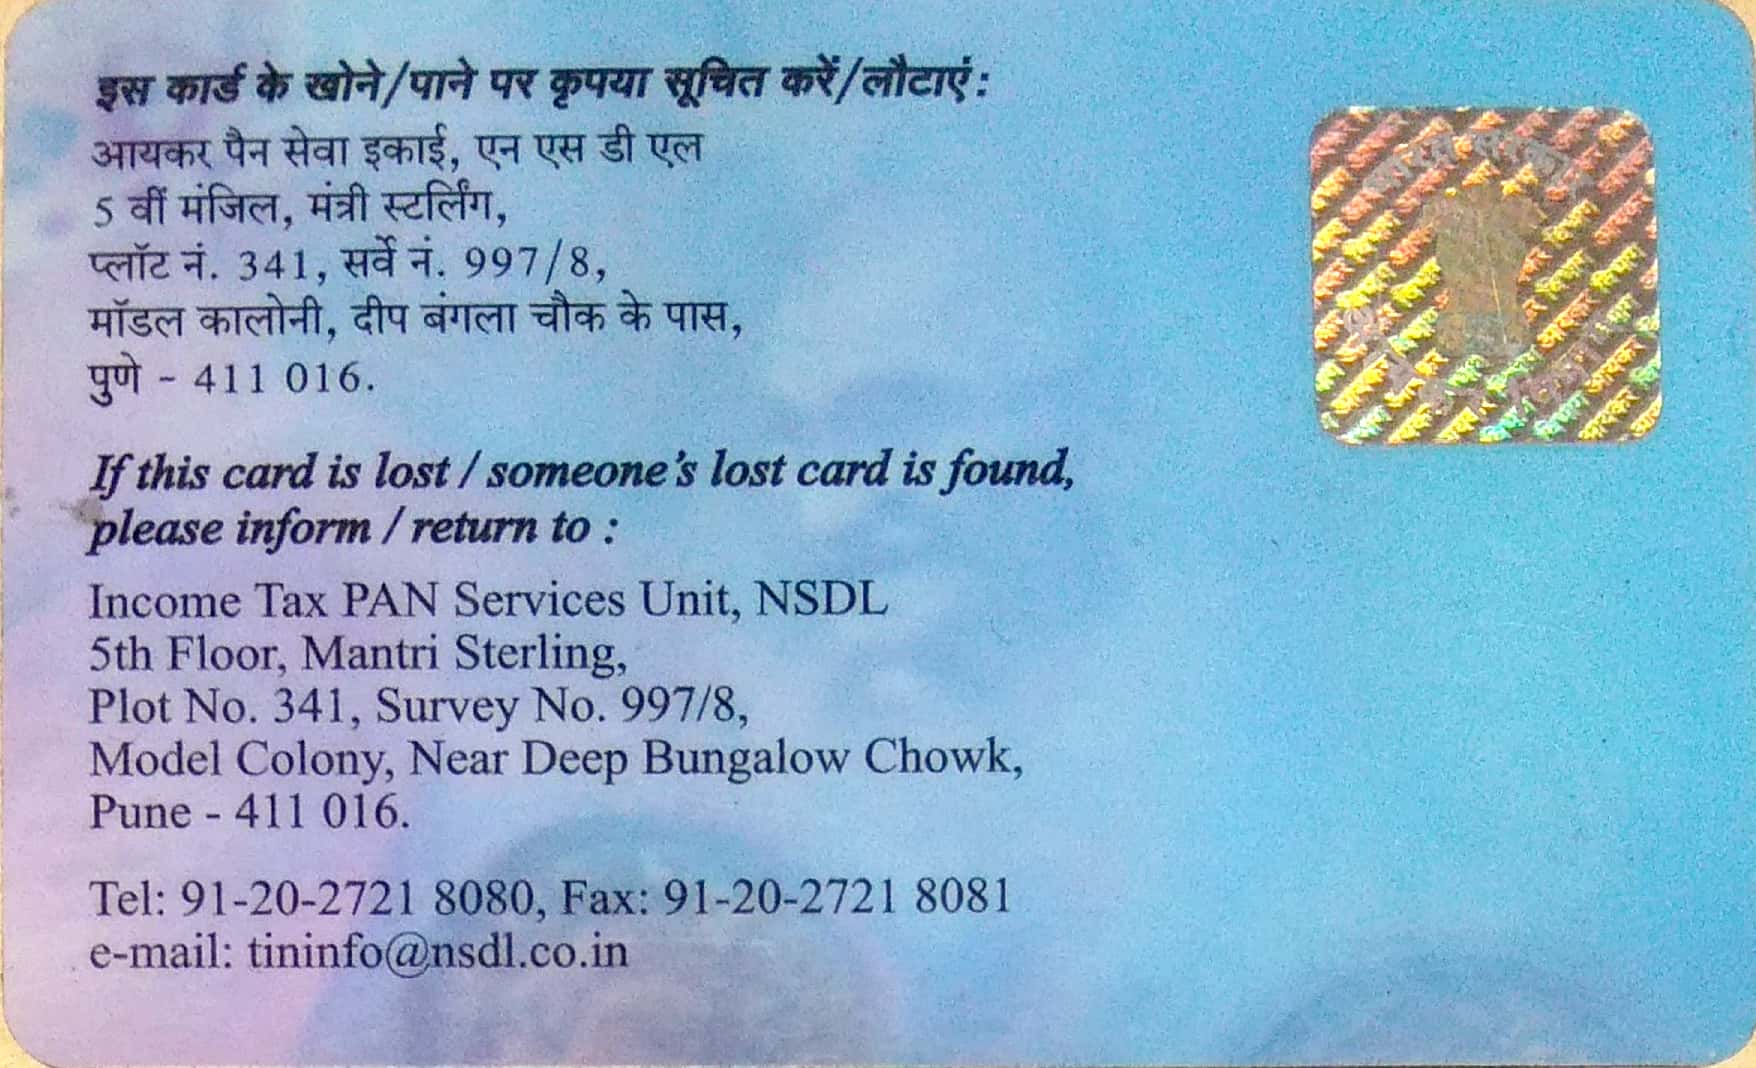 इस कार्ड के खोने/पाने पर कृपया सूचित करें/लौटाएं:
आयकर पैन सेवा इकाई, एन एस डी एल
5 वीं मंजिल, मंत्री स्टर्लिंग,
प्लॉट नं. 341, सर्वे नं. 997/8,
मॉडल कालोनी, दीप बंगला चौक के पास,
पुणे - 411 016.
भारत सरकार
If this card is lost / someone's lost card is found,
please inform / return to :
Income Tax PAN Services Unit, NSDL
5th Floor, Mantri Sterling,
Plot No. 341, Survey No. 997/8,
Model Colony, Near Deep Bungalow Chowk,
Pune - 411 016.
Tel: 91-20-2721 8080, Fax: 91-20-2721 8081
e-mail: tininfo@nsdl.co.in